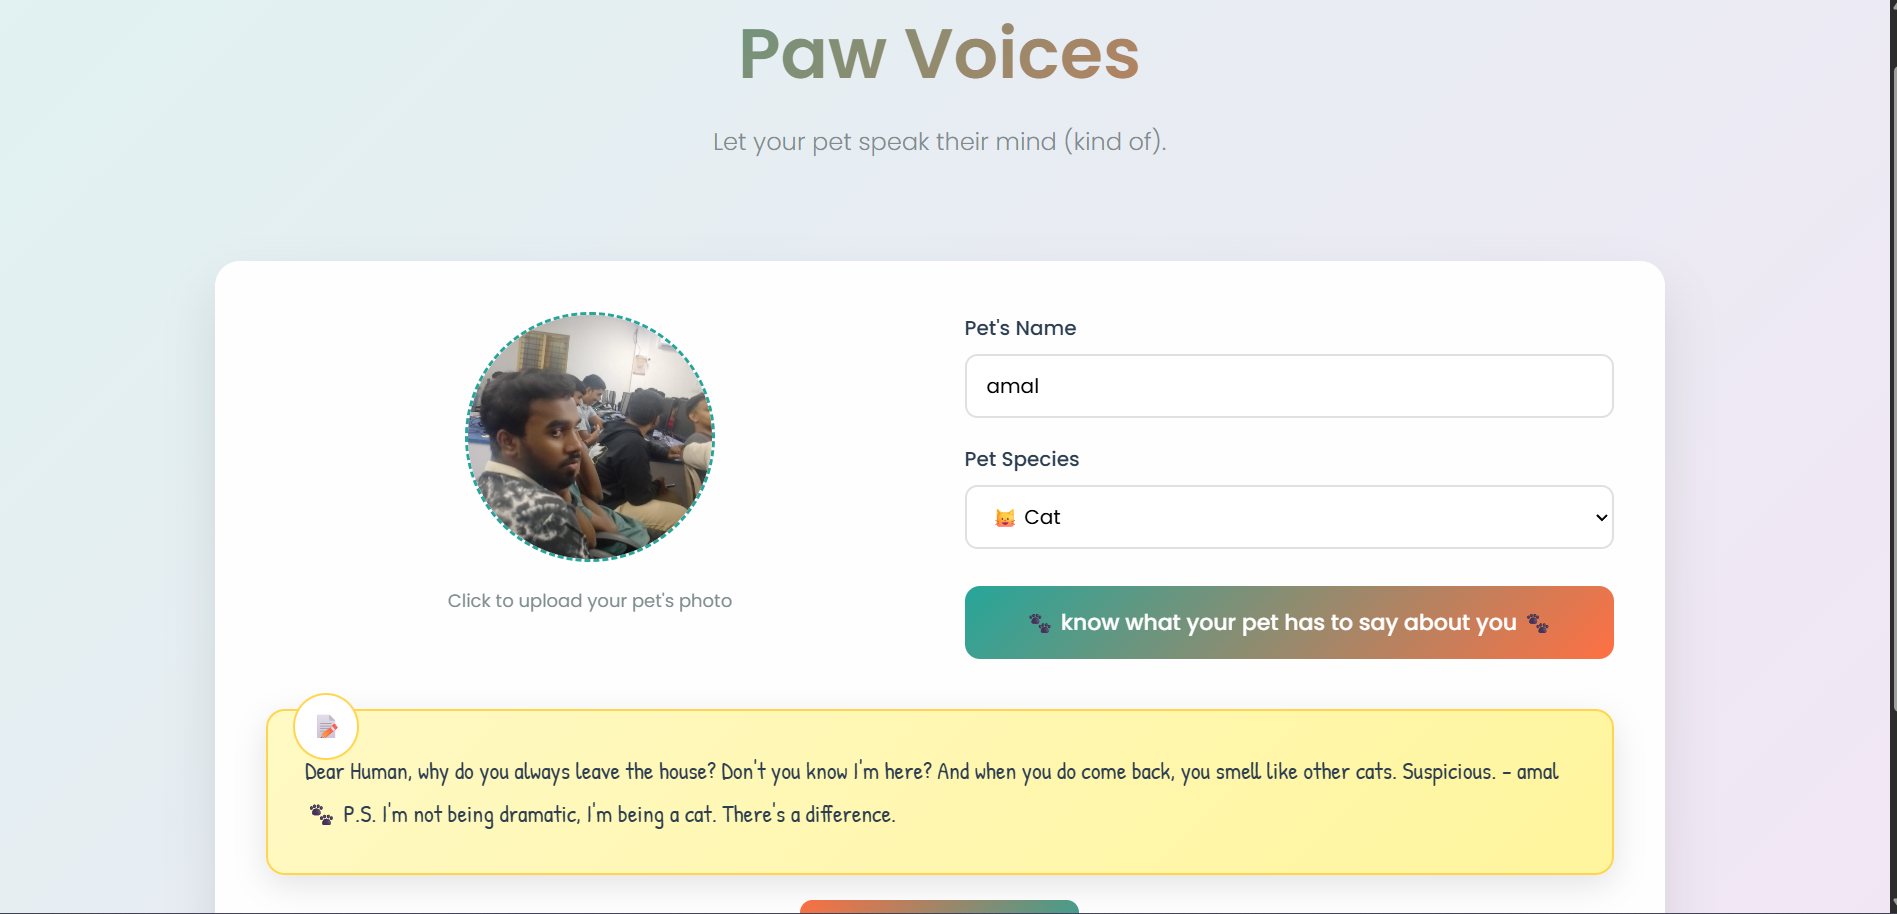 Paw Voices
Let your pet speak their mind (kind of).
Pet's Name
amal
Pet Species
Cat
Click to upload your pet's photo
know what your pet has to say about you
Dear Human, why do you always leave the house? Don't you know I'm here? And when you do come back, you smell like other cats. Suspicious. - amal
P.S. I'm not being dramatic, I'm being a cat. There's a difference.